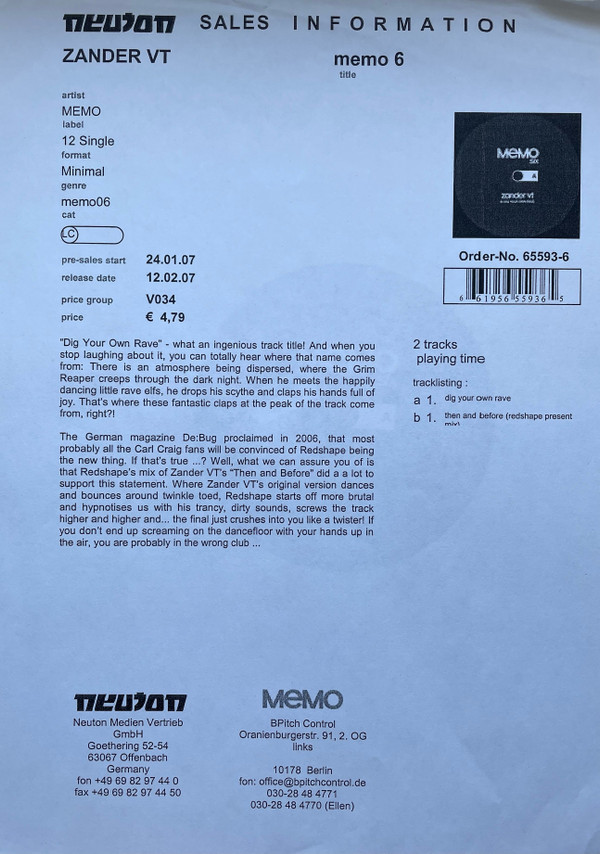 neuton SALES INFORMATION
ZANDER VT
memo 6
title
artist
MEMO
label
12 Single
format
Minimal
genre
memo06
cat
LC
MEMO
SIX
A
zander vt
pre-sales start 24.01.07
release date 12.02.07
price group V034
price € 4,79
Order-No. 65593-6
6 61956 55936 5
"Dig Your Own Rave" - what an ingenious track title! And when you
stop laughing about it, you can totally hear where that name comes
from: There is an atmosphere being dispersed, where the Grim
Reaper creeps through the dark night. When he meets the happily
dancing little rave elfs, he drops his scythe and claps his hands full of
joy. That's where these fantastic claps at the peak of the track come
from, right?!
The German magazine De:Bug proclaimed in 2006, that most
probably all the Carl Craig fans will be convinced of Redshape being
the new thing. If that's true ...? Well, what we can assure you of is
that Redshape's mix of Zander VT's "Then and Before" did a a lot to
support this statement. Where Zander VT's original version dances
and bounces around twinkle toed, Redshape starts off more brutal
and hypnotises us with his trancy, dirty sounds, screws the track
higher and higher and... the final just crushes into you like a twister! If
you don't end up screaming on the dancefloor with your hands up in
the air, you are probably in the wrong club ...
2 tracks
playing time
tracklisting :
a 1. dig your own rave
b 1. then and before (redshape present
mix)
neuton
Neuton Medien Vertrieb
GmbH
Goethering 52-54
63067 Offenbach
Germany
fon +49 69 82 97 44 0
fax +49 69 82 97 44 50
MEMO
BPitch Control
Oranienburgerstr. 91, 2. OG
links
10178 Berlin
fon: office@bpitchcontrol.de
030-28 48 4771
030-28 48 4770 (Ellen)